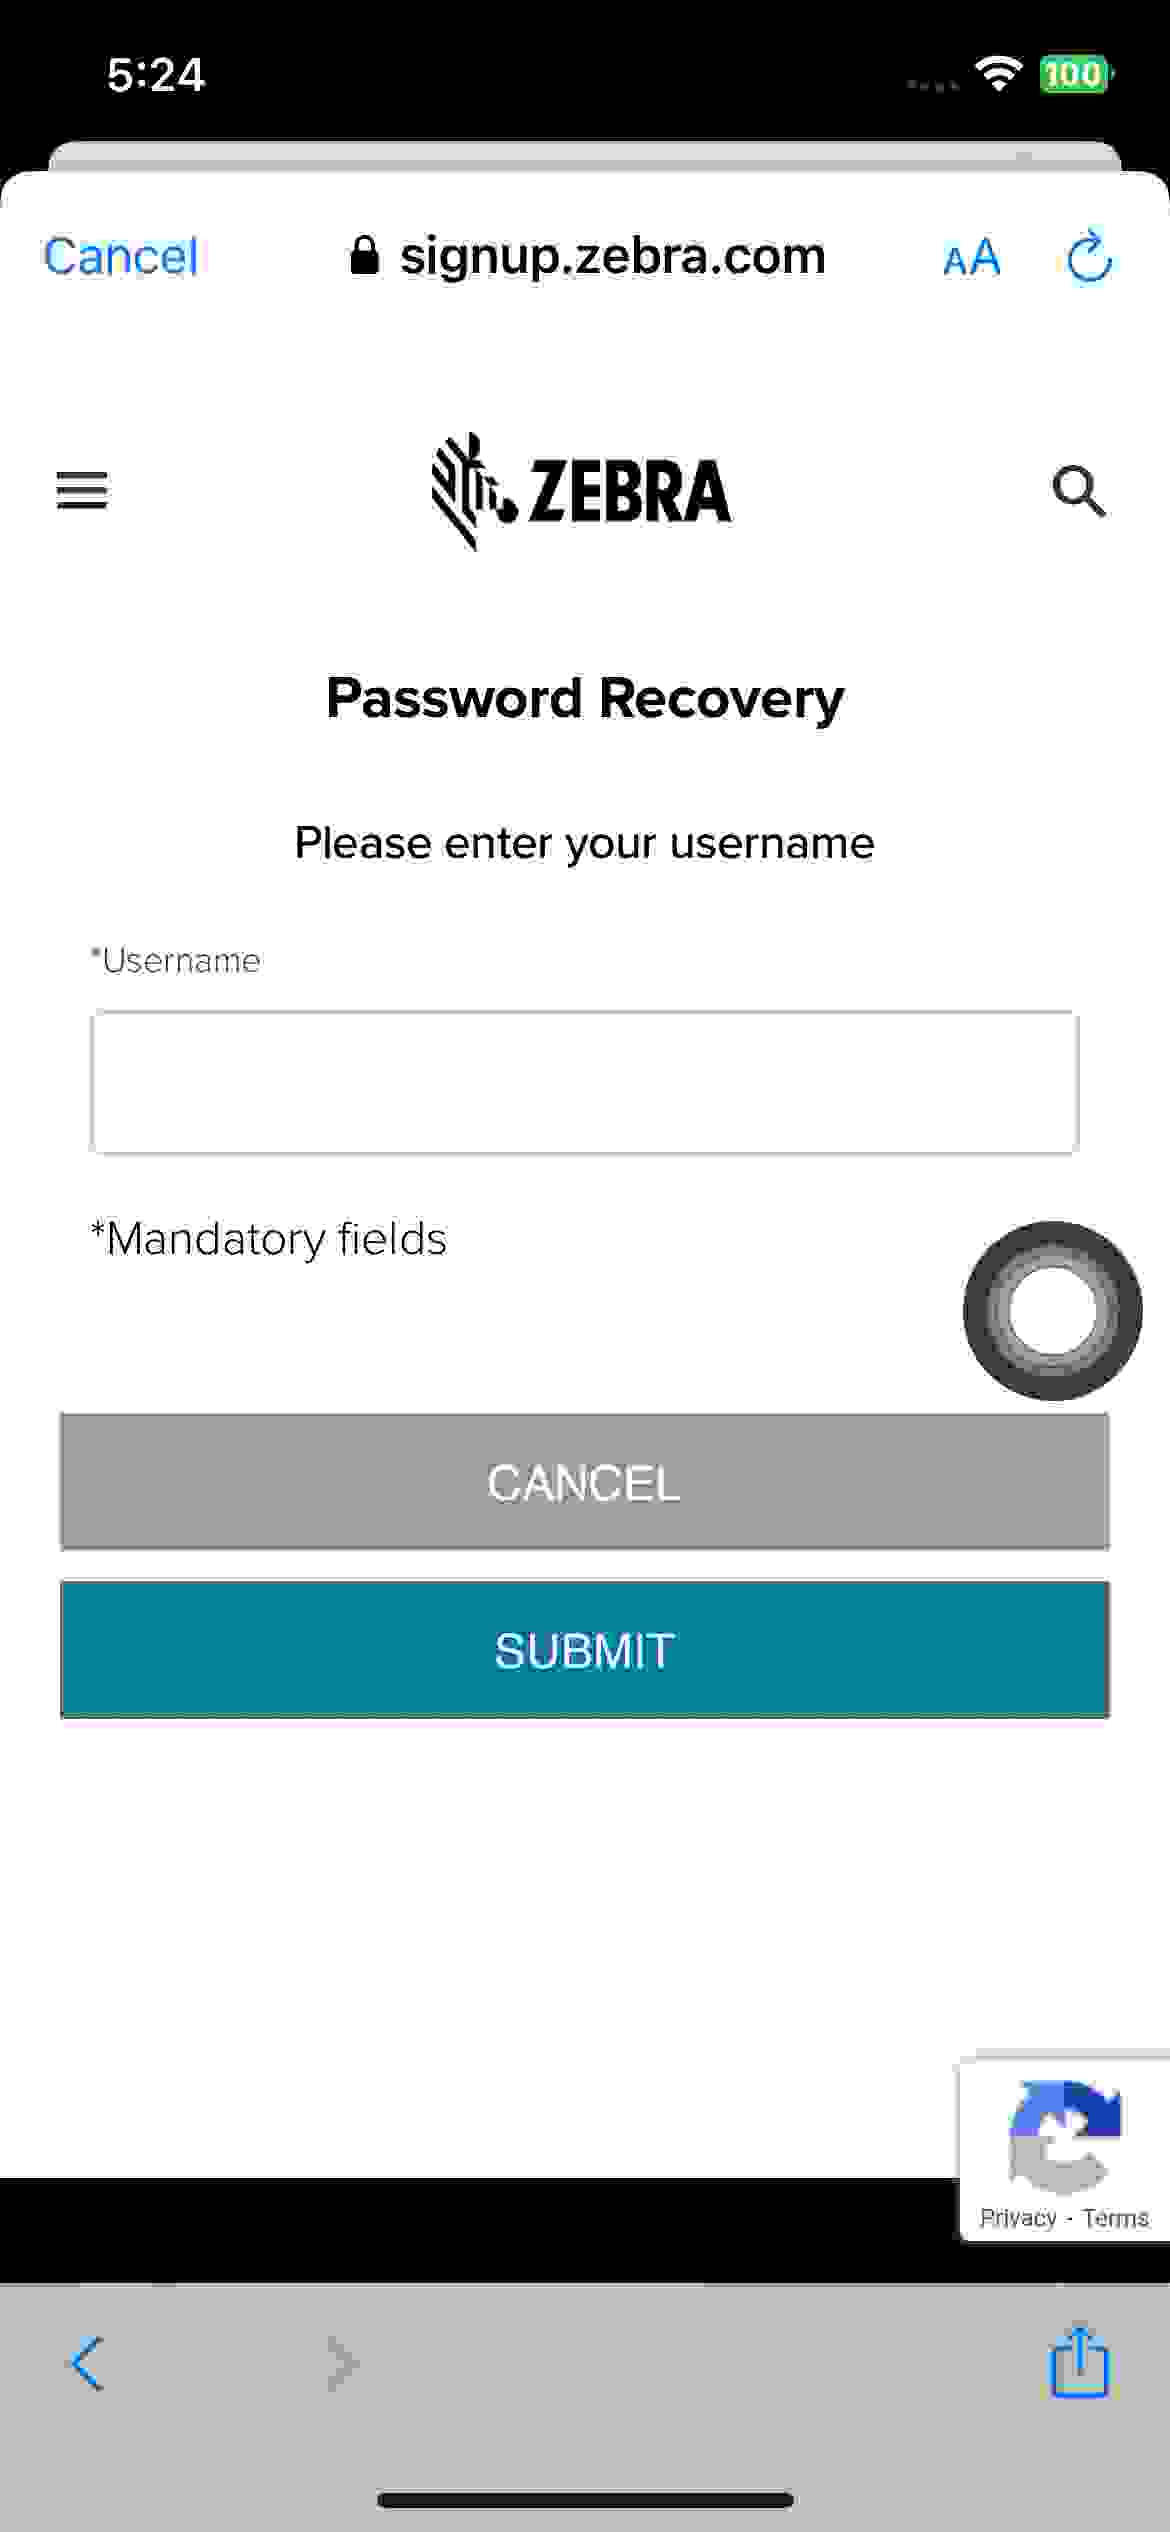 5:24
100
Cancel
signup.zebra.com
AA
ZEBRA
Password Recovery
Please enter your username
*Username
*Mandatory fields
CANCEL
SUBMIT
Privacy - Terms